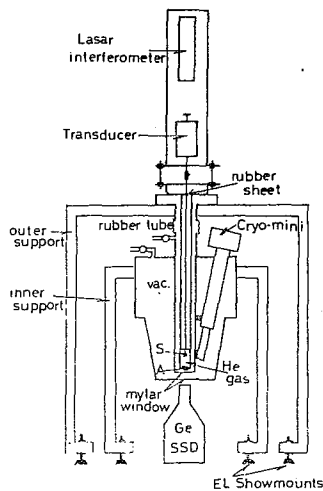 Lasar
interferometer
Transducer
rubber
sheet
rubber tube
Cryo-mini
outer
support
inner
support
vac.
S
A
He
gas
mylar
window
Ge
SSD
EL Showmounts